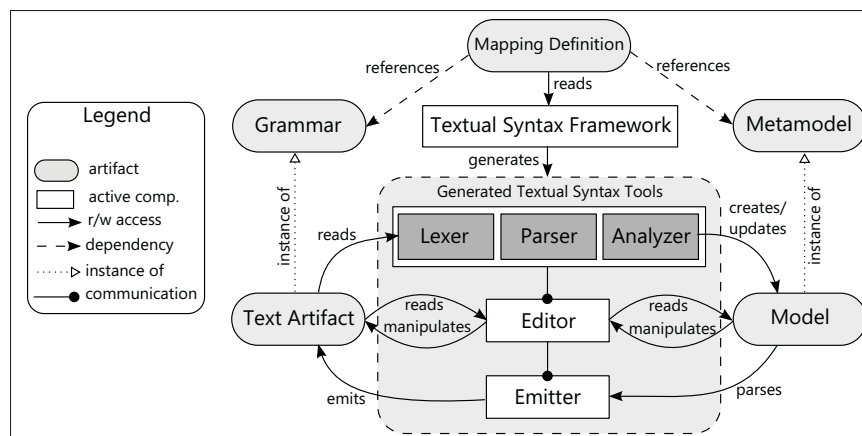 Mapping Definition
references
references
reads
Legend
Grammar
Textual Syntax Framework
Metamodel
generates
artifact
active comp.
r/w access
dependency
instance of
communication
Generated Textual Syntax Tools
instance of
reads
Lexer
Parser
Analyzer
creates/
updates
instance of
Text Artifact
reads
manipulates
Editor
reads
manipulates
Model
emits
Emitter
parses